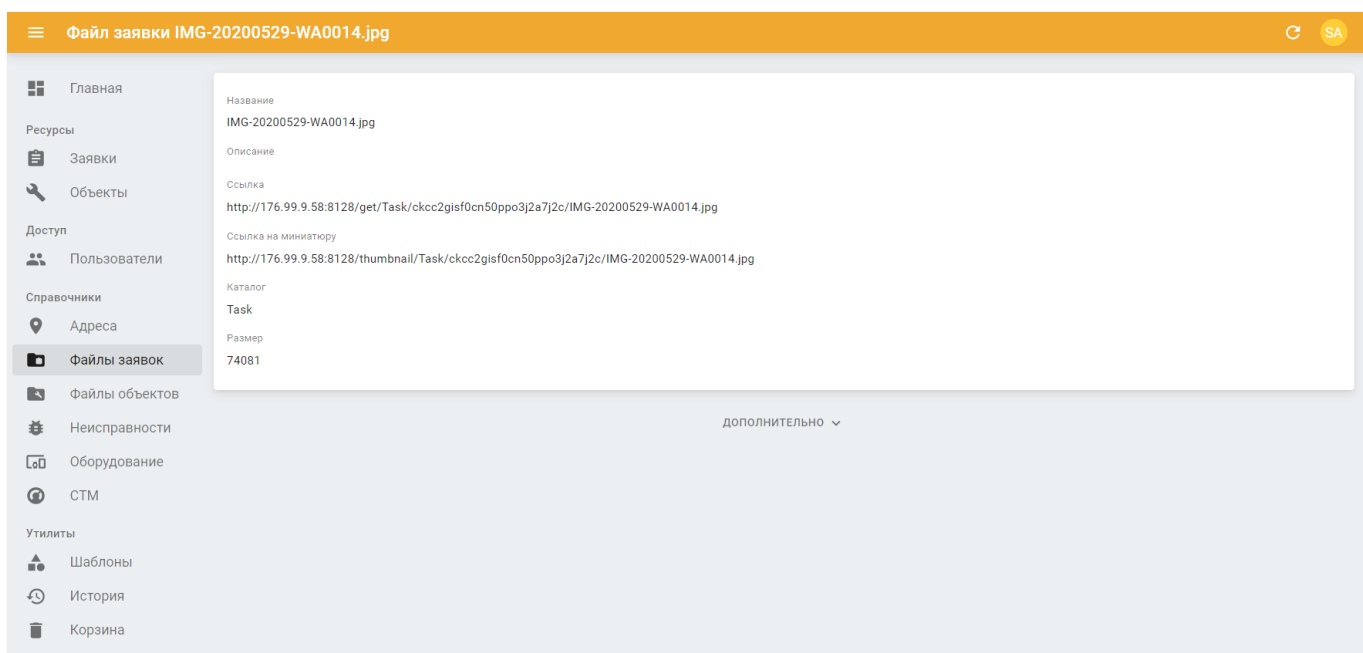 Файл заявки IMG-20200529-WA0014.jpg
SA
Главная
Ресурсы
Заявки
Объекты
Доступ
Пользователи
Справочники
Адреса
Файлы заявок
Файлы объектов
Неисправности
Оборудование
СТМ
Утилиты
Шаблоны
История
Корзина
Название
IMG-20200529-WA0014.jpg
Описание
Ссылка
http://176.99.9.58:8128/get/Task/ckcc2gisf0cn50ppo3j2a7j2c/IMG-20200529-WA0014.jpg
Ссылка на миниатюру
http://176.99.9.58:8128/thumbnail/Task/ckcc2gisf0cn50ppo3j2a7j2c/IMG-20200529-WA0014.jpg
Каталог
Task
Размер
74081
ДОПОЛНИТЕЛЬНО